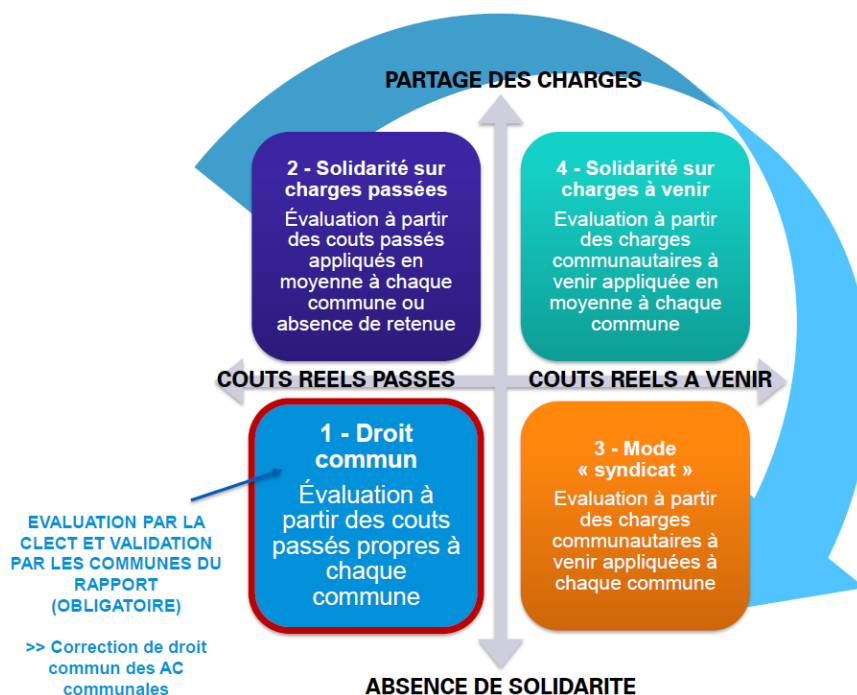 PARTAGE DES CHARGES
2 - Solidarité sur
charges passées
Évaluation à partir
des couts passés
appliqués en
moyenne à chaque
commune ou
absence de retenue
4 - Solidarité sur
charges à venir
Evaluation à partir
des charges
communautaires à
venir appliquée en
moyenne à chaque
commune
COUTS REELS PASSES
COUTS REELS A VENIR
1 - Droit
commun
Évaluation à
partir des couts
passés propres à
chaque
commune
3 - Mode
« syndicat »
Evaluation à partir
des charges
communautaires à
venir appliquées à
chaque commune
EVALUATION PAR LA
CLECT ET VALIDATION
PAR LES COMMUNES DU
RAPPORT
(OBLIGATOIRE)
>> Correction de droit
commun des AC
communales
ABSENCE DE SOLIDARITE